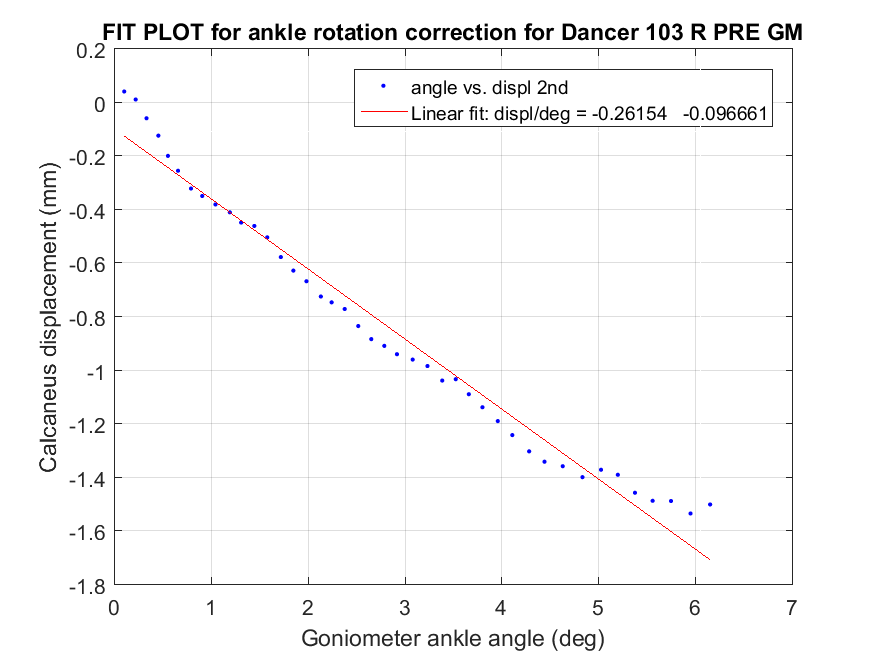 FIT PLOT for ankle rotation correction for Dancer 103 R PRE GM
0.2
0
-0.2
-0.4
-0.6
-0.8
-1
-1.2
-1.4
-1.6
-1.8
Calcaneus displacement (mm)
angle vs. displ 2nd
Linear fit: displ/deg = -0.26154 -0.096661
0 1 2 3 4 5 6 7
Goniometer ankle angle (deg)